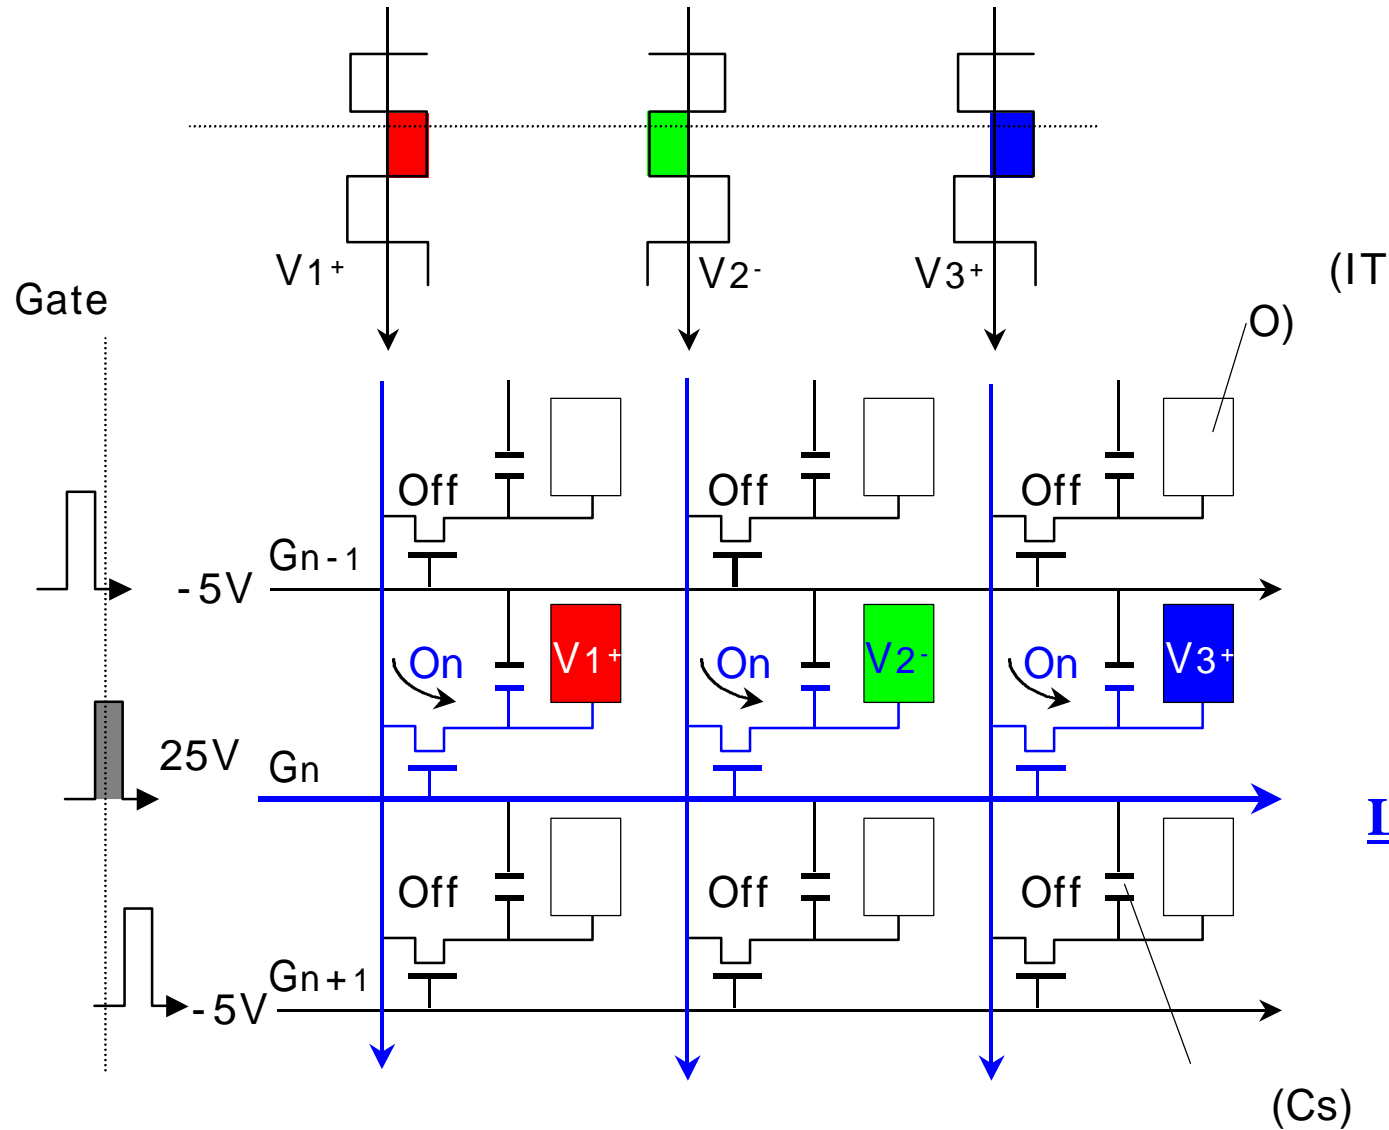 V1+ V2- V3+
(IT
O)
Gate
Off Off Off
Gn-1
-5V
On V1+ On V2- On V3+
25V Gn
I
Off Off Off
Gn+1
-5V
(Cs)